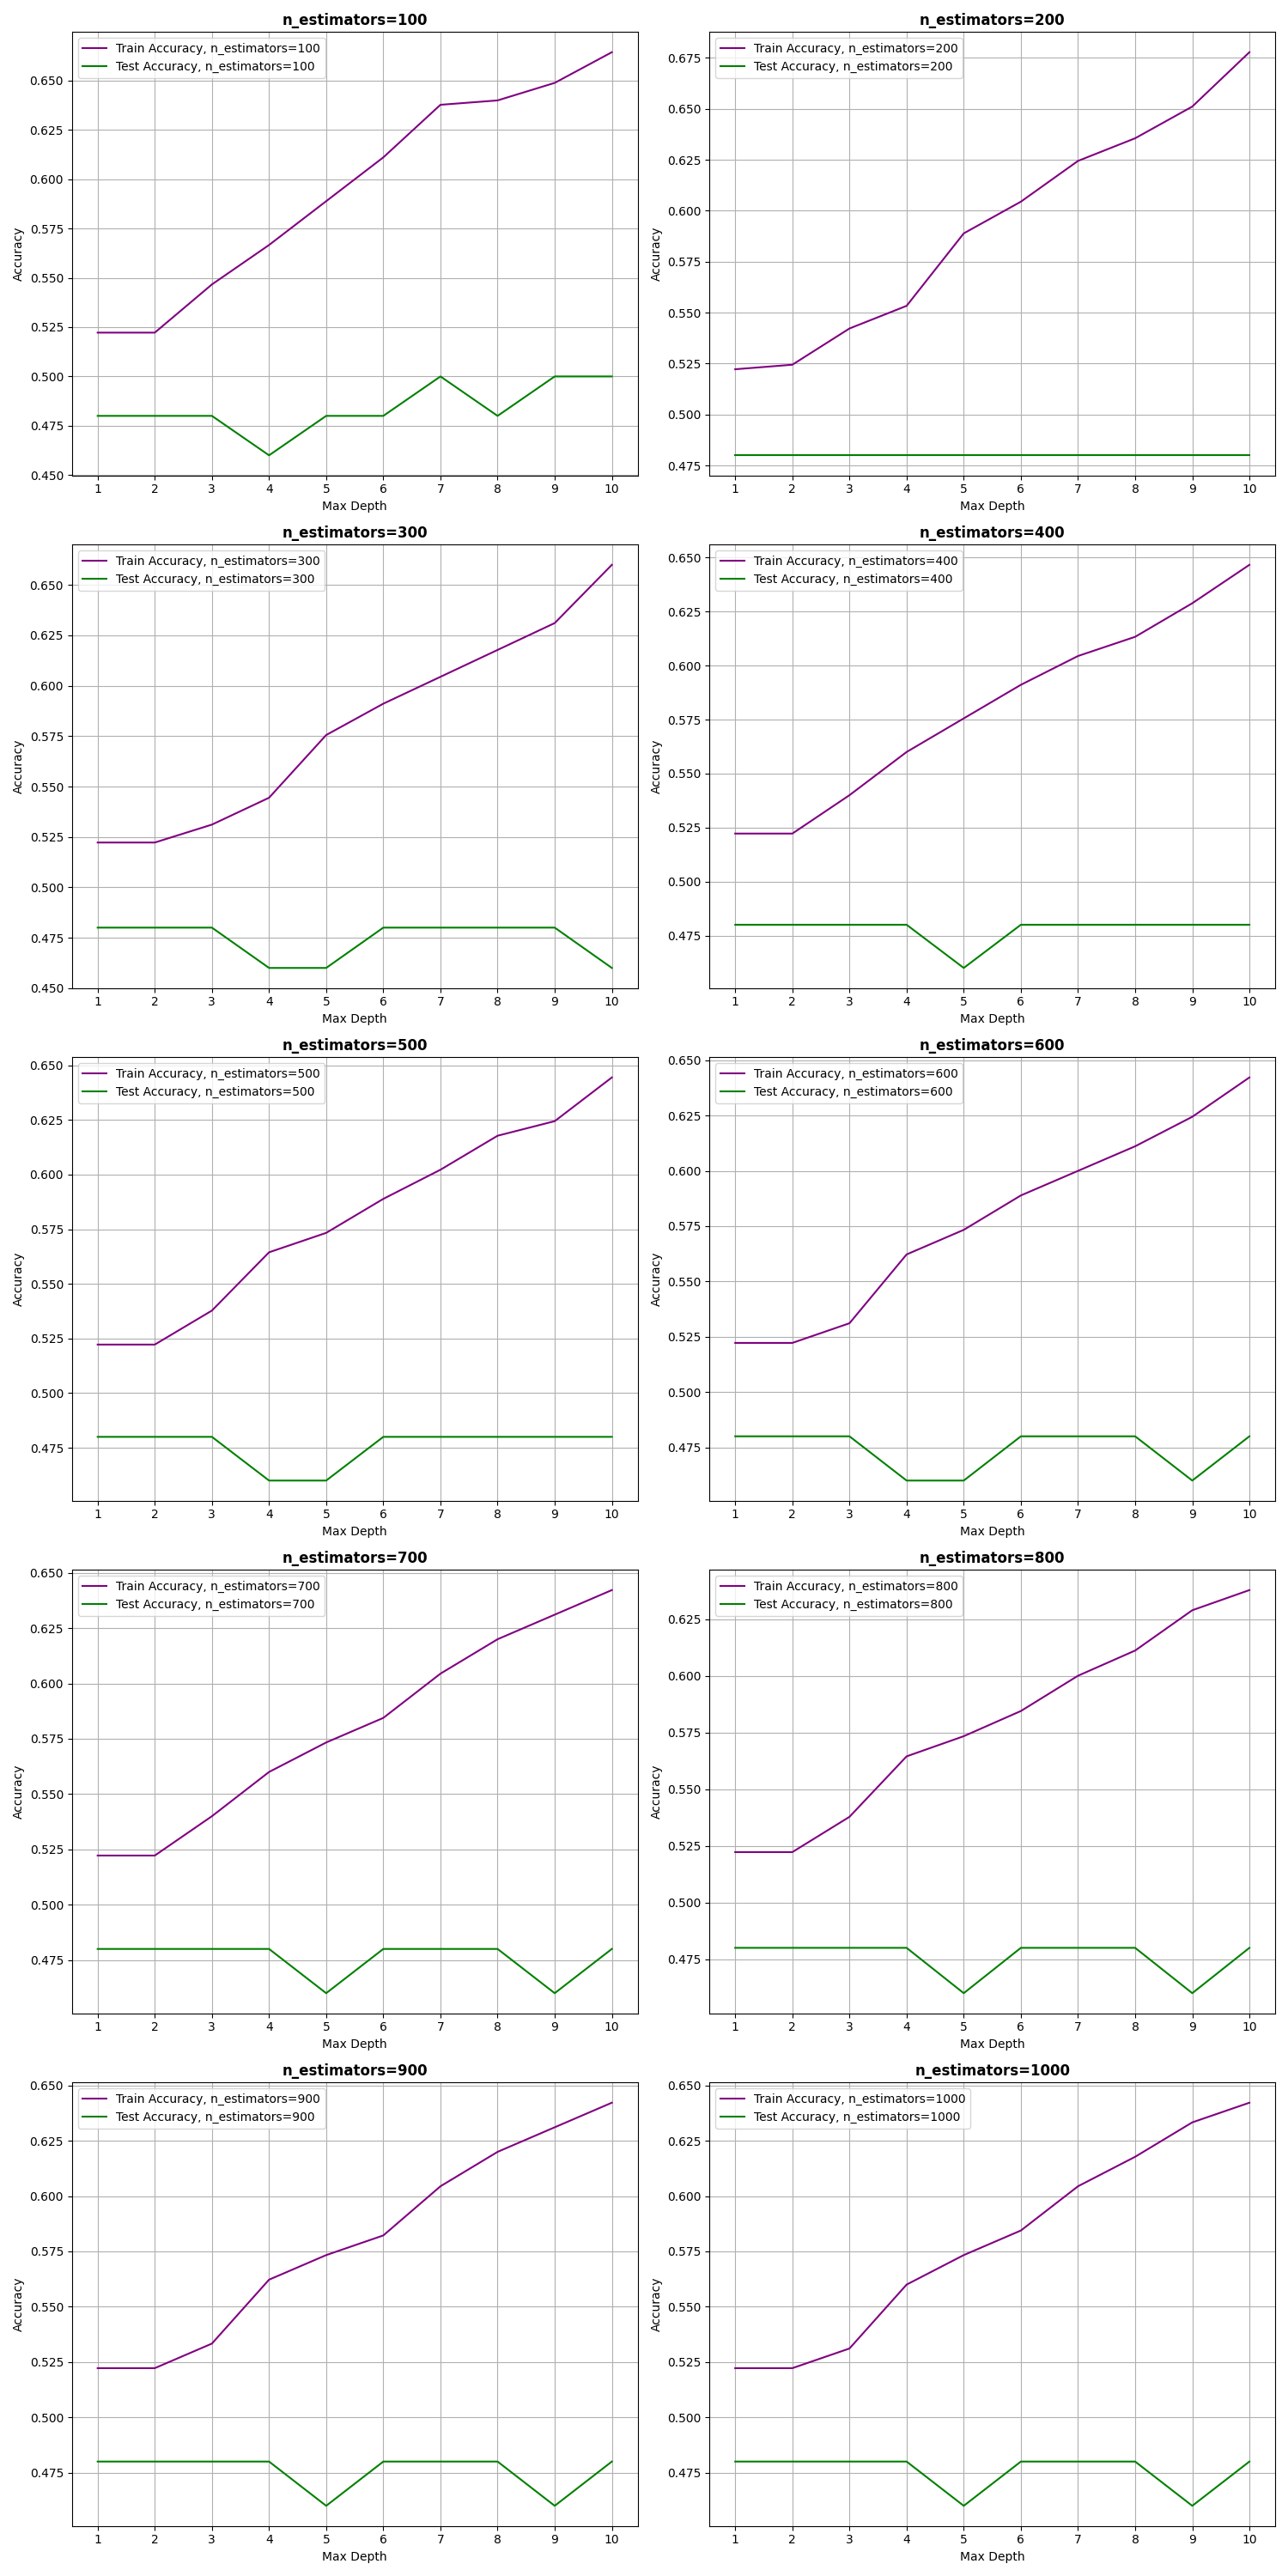 n_estimators=100
Train Accuracy, n_estimators=100
Test Accuracy, n_estimators=100
0.650
0.625
0.600
0.575
0.550
0.525
0.500
0.475
0.450
Accuracy
1 2 3 4 5 6 7 8 9 10
Max Depth
n_estimators=200
Train Accuracy, n_estimators=200
Test Accuracy, n_estimators=200
0.675
0.650
0.625
0.600
0.575
0.550
0.525
0.500
0.475
Accuracy
1 2 3 4 5 6 7 8 9 10
Max Depth
n_estimators=300
Train Accuracy, n_estimators=300
Test Accuracy, n_estimators=300
0.650
0.625
0.600
0.575
0.550
0.525
0.500
0.475
0.450
Accuracy
1 2 3 4 5 6 7 8 9 10
Max Depth
n_estimators=400
Train Accuracy, n_estimators=400
Test Accuracy, n_estimators=400
0.650
0.625
0.600
0.575
0.550
0.525
0.500
0.475
Accuracy
1 2 3 4 5 6 7 8 9 10
Max Depth
n_estimators=500
Train Accuracy, n_estimators=500
Test Accuracy, n_estimators=500
0.650
0.625
0.600
0.575
0.550
0.525
0.500
0.475
Accuracy
1 2 3 4 5 6 7 8 9 10
Max Depth
n_estimators=600
Train Accuracy, n_estimators=600
Test Accuracy, n_estimators=600
0.650
0.625
0.600
0.575
0.550
0.525
0.500
0.475
Accuracy
1 2 3 4 5 6 7 8 9 10
Max Depth
n_estimators=700
Train Accuracy, n_estimators=700
Test Accuracy, n_estimators=700
0.650
0.625
0.600
0.575
0.550
0.525
0.500
0.475
Accuracy
1 2 3 4 5 6 7 8 9 10
Max Depth
n_estimators=800
Train Accuracy, n_estimators=800
Test Accuracy, n_estimators=800
0.625
0.600
0.575
0.550
0.525
0.500
0.475
Accuracy
1 2 3 4 5 6 7 8 9 10
Max Depth
n_estimators=900
Train Accuracy, n_estimators=900
Test Accuracy, n_estimators=900
0.650
0.625
0.600
0.575
0.550
0.525
0.500
0.475
Accuracy
1 2 3 4 5 6 7 8 9 10
Max Depth
n_estimators=1000
Train Accuracy, n_estimators=1000
Test Accuracy, n_estimators=1000
0.650
0.625
0.600
0.575
0.550
0.525
0.500
0.475
Accuracy
1 2 3 4 5 6 7 8 9 10
Max Depth